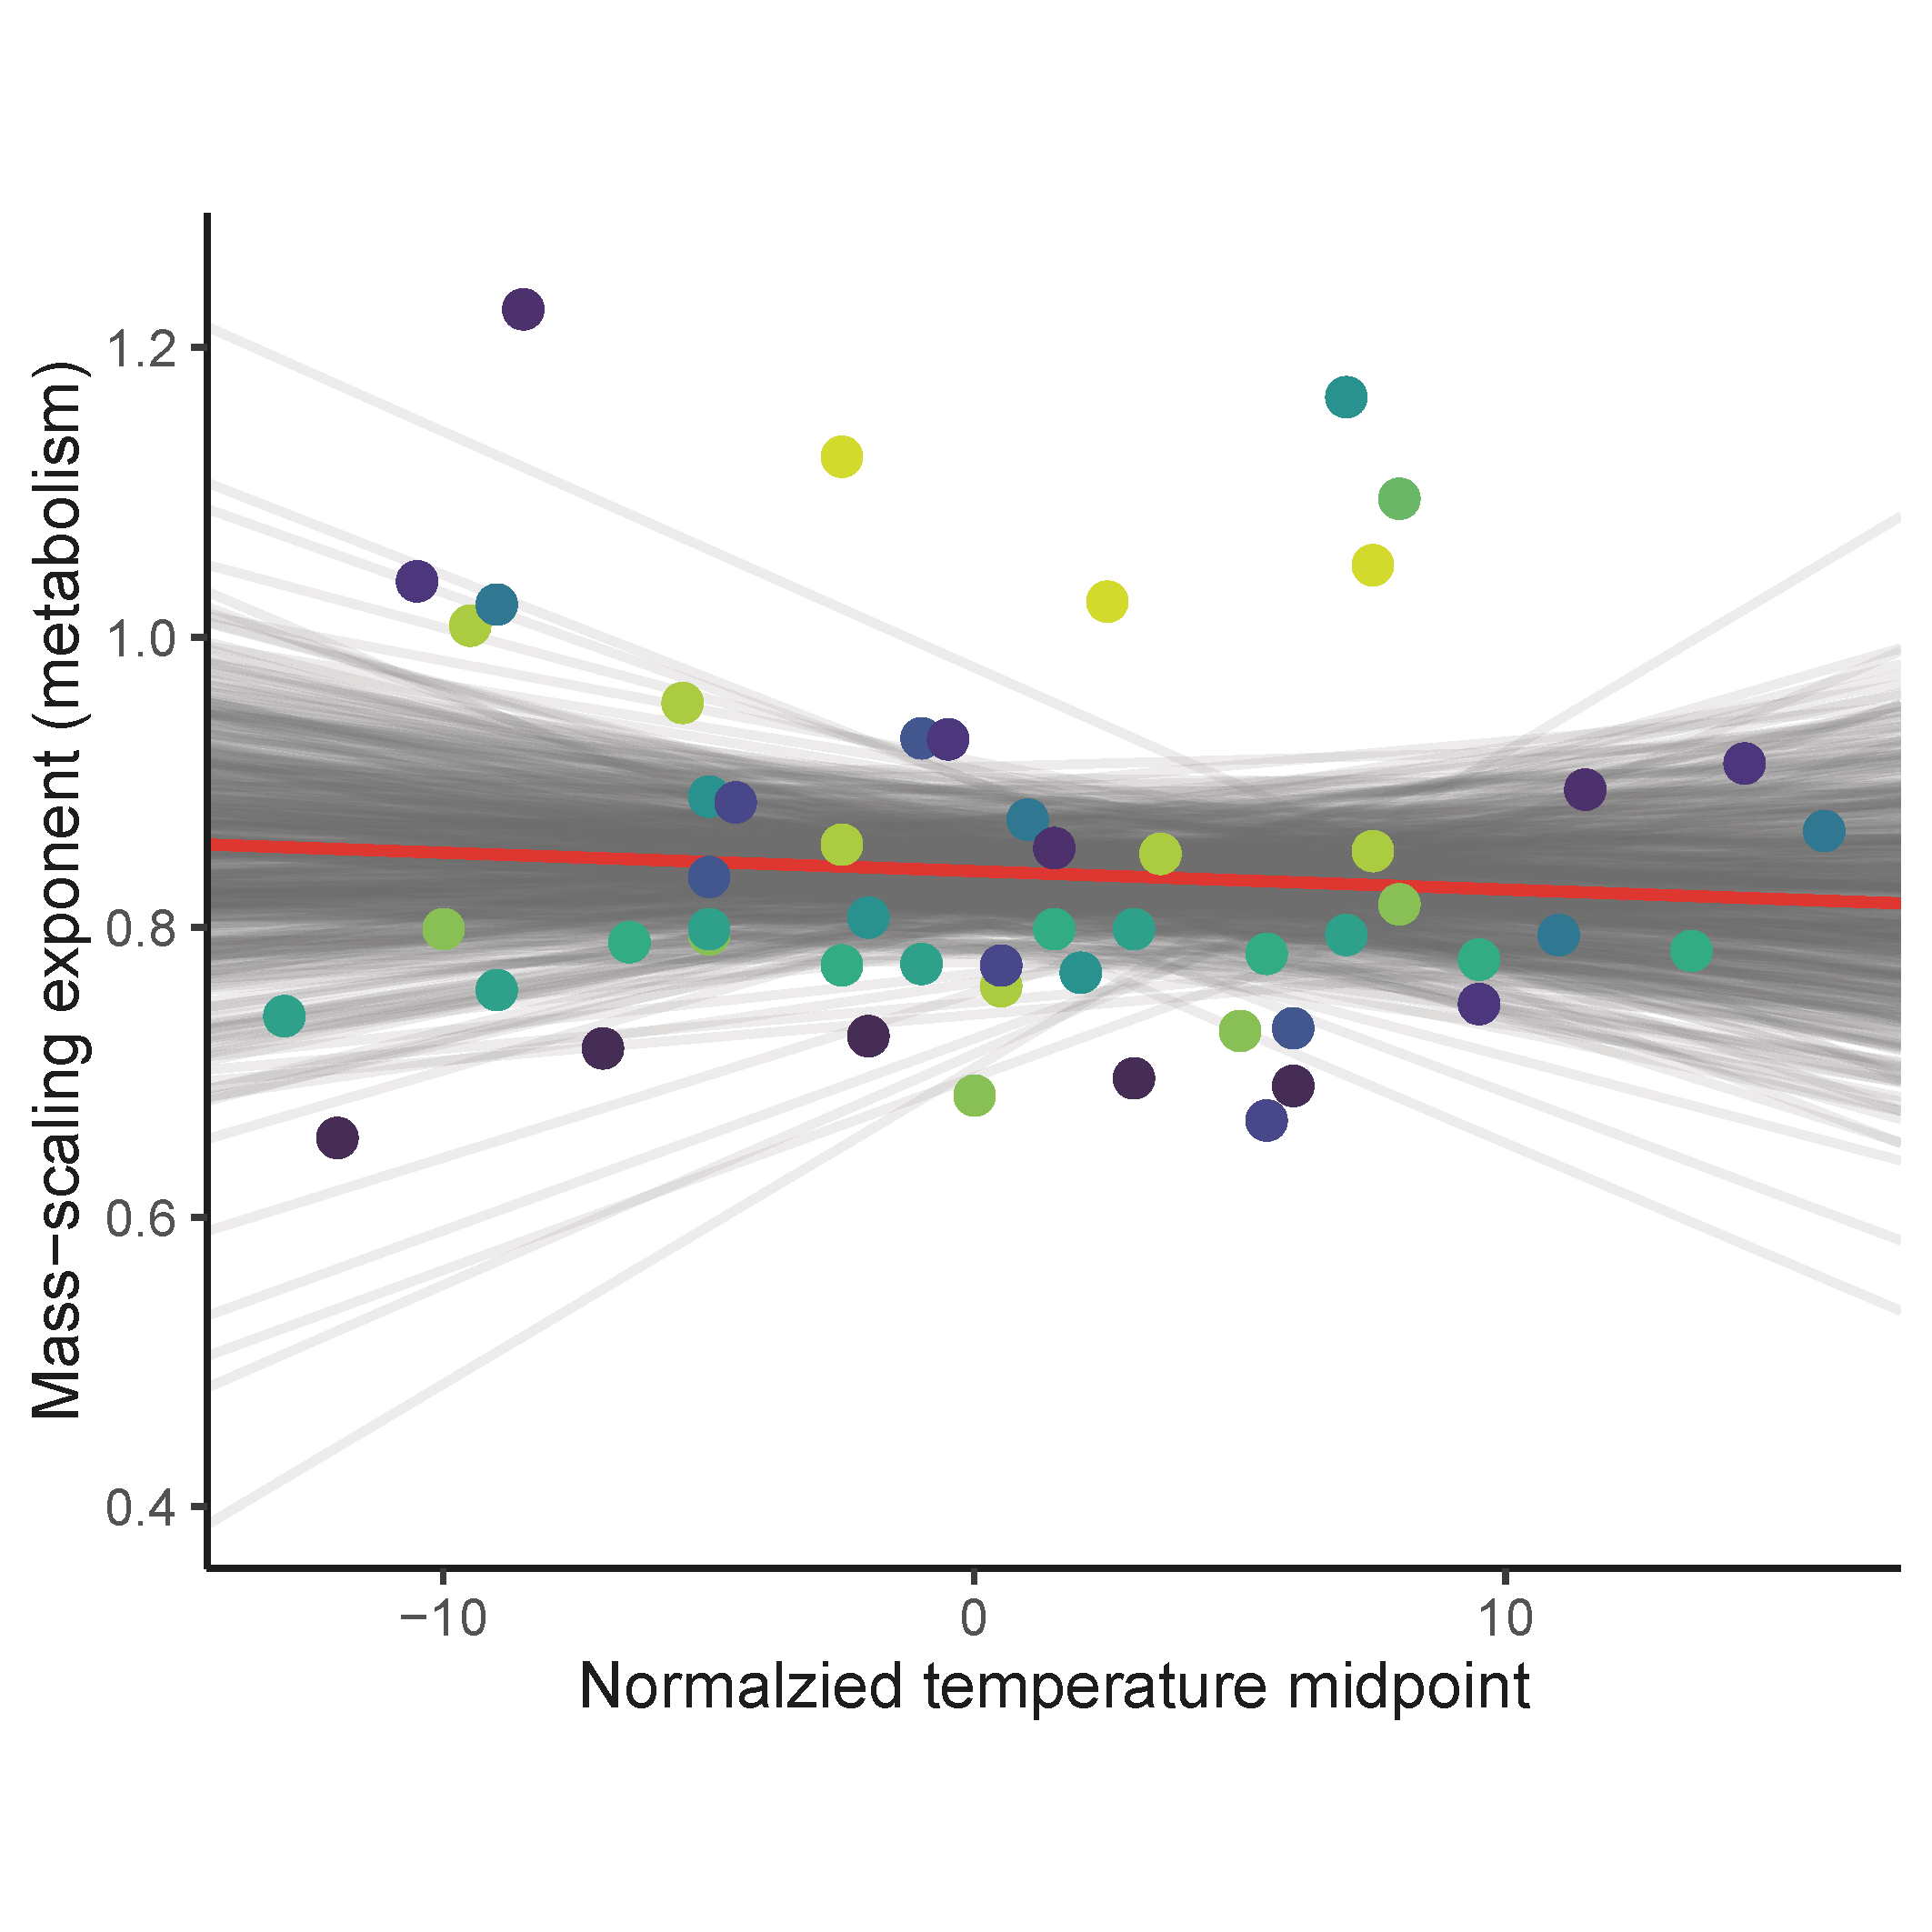 Mass−scaling exponent (metabolism)
1.2
1.0
0.8
0.6
0.4
−10 0 10
Normalzied temperature midpoint